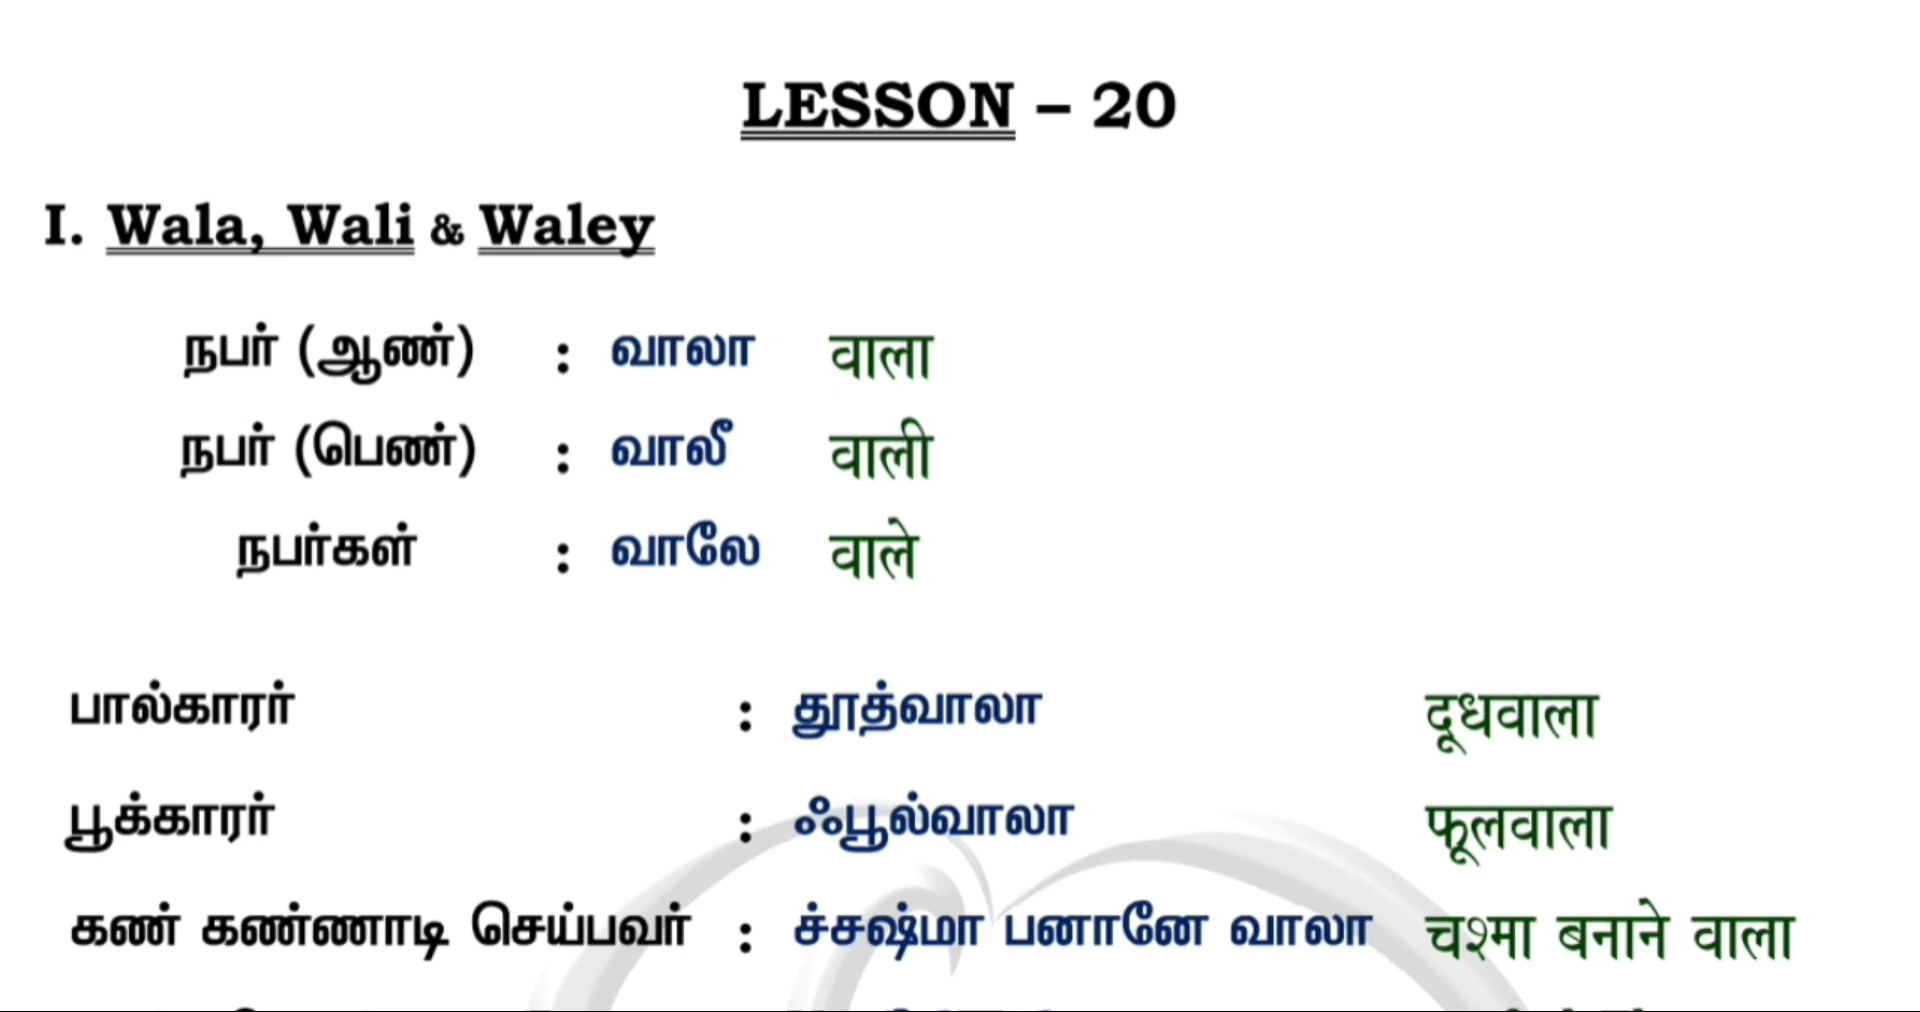 LESSON – 20
I. Wala, Wali & Waley
நபர் (ஆண்) : வாலா वाला
நபர் (பெண்) : வாலீ वाली
நபர்கள் : வாலே वाले
பால்காரர் : தூத்வாலா दूधवाला
பூக்காரர் : ஃபூல்வாலா फूलवाला
கண் கண்ணாடி செய்பவர் : ச்சஷ்மா பனானே வாலா चश्मा बनाने वाला